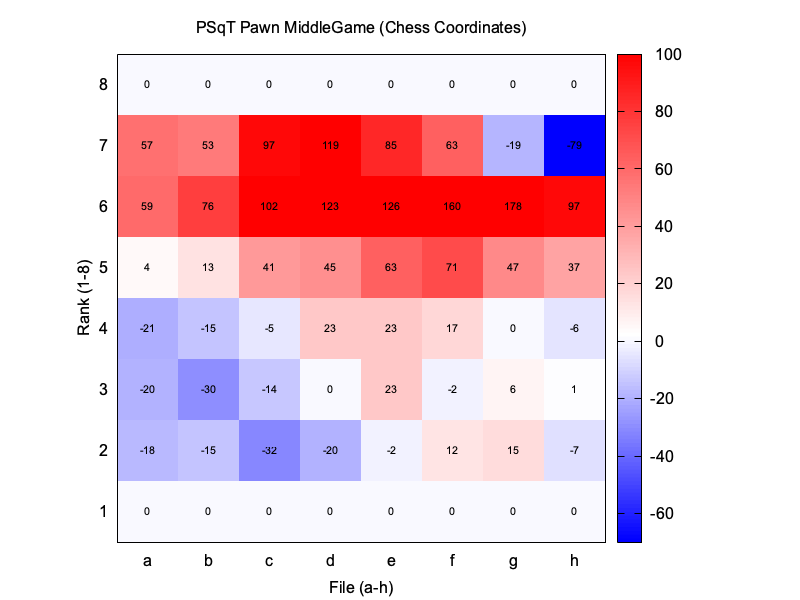 PSqT Pawn MiddleGame (Chess Coordinates)
8 0 0 0 0 0 0 0 0
7 57 53 97 119 85 63 -19 -79
6 59 76 102 123 126 160 178 97
5 4 13 41 45 63 71 47 37
4 -21 -15 -5 23 23 17 0 -6
3 -20 -30 -14 0 23 -2 6 1
2 -18 -15 -32 -20 -2 12 15 -7
1 0 0 0 0 0 0 0 0
a b c d e f g h
File (a-h)
Rank (1-8)
100
80
60
40
20
0
-20
-40
-60